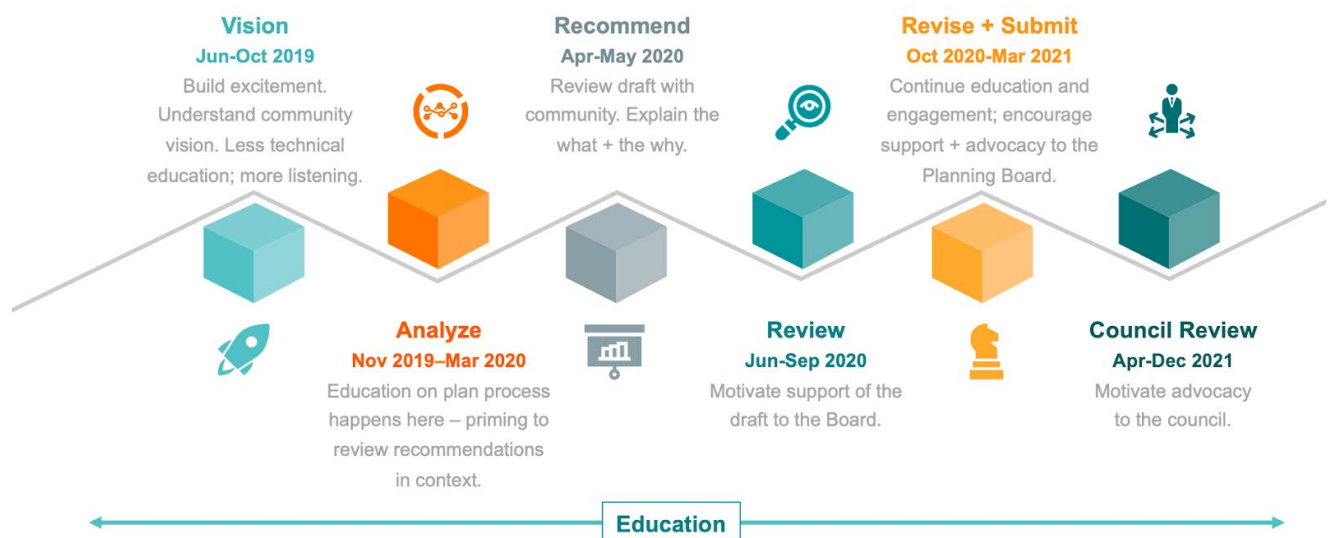 Vision
Jun-Oct 2019
Build excitement.
Understand community
vision. Less technical
education; more listening.
Analyze
Nov 2019–Mar 2020
Education on plan process
happens here – priming to
review recommendations
in context.
Recommend
Apr-May 2020
Review draft with
community. Explain the
what + the why.
Review
Jun-Sep 2020
Motivate support of the
draft to the Board.
Revise + Submit
Oct 2020-Mar 2021
Continue education and
engagement; encourage
support + advocacy to the
Planning Board.
Council Review
Apr-Dec 2021
Motivate advocacy
to the council.
Education